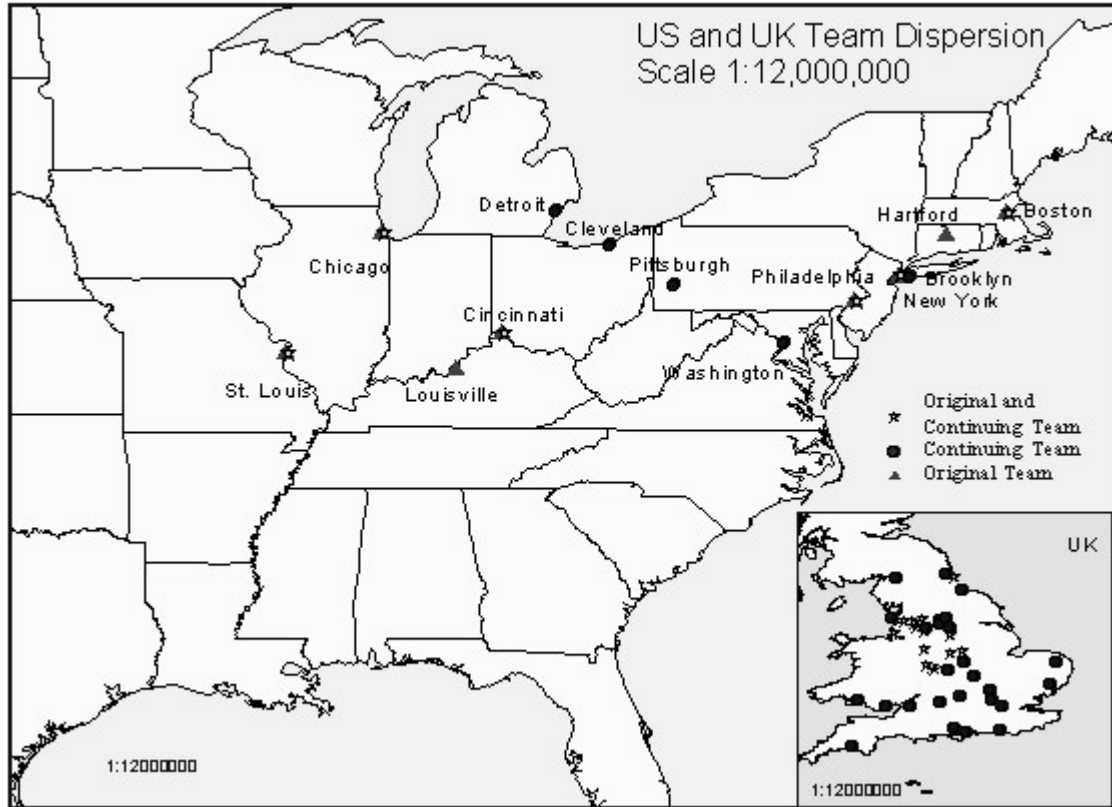 US and UK Team Dispersion
Scale 1:12,000,000
Detroit
Cleveland
Hartford
Boston
Chicago
Pittsburgh
Philadelphia
Brooklyn
New York
Cincinnati
St. Louis
Louisville
Washington
Original and
Continuing Team
Continuing Team
Original Team
UK
1:12000000
1:12000000